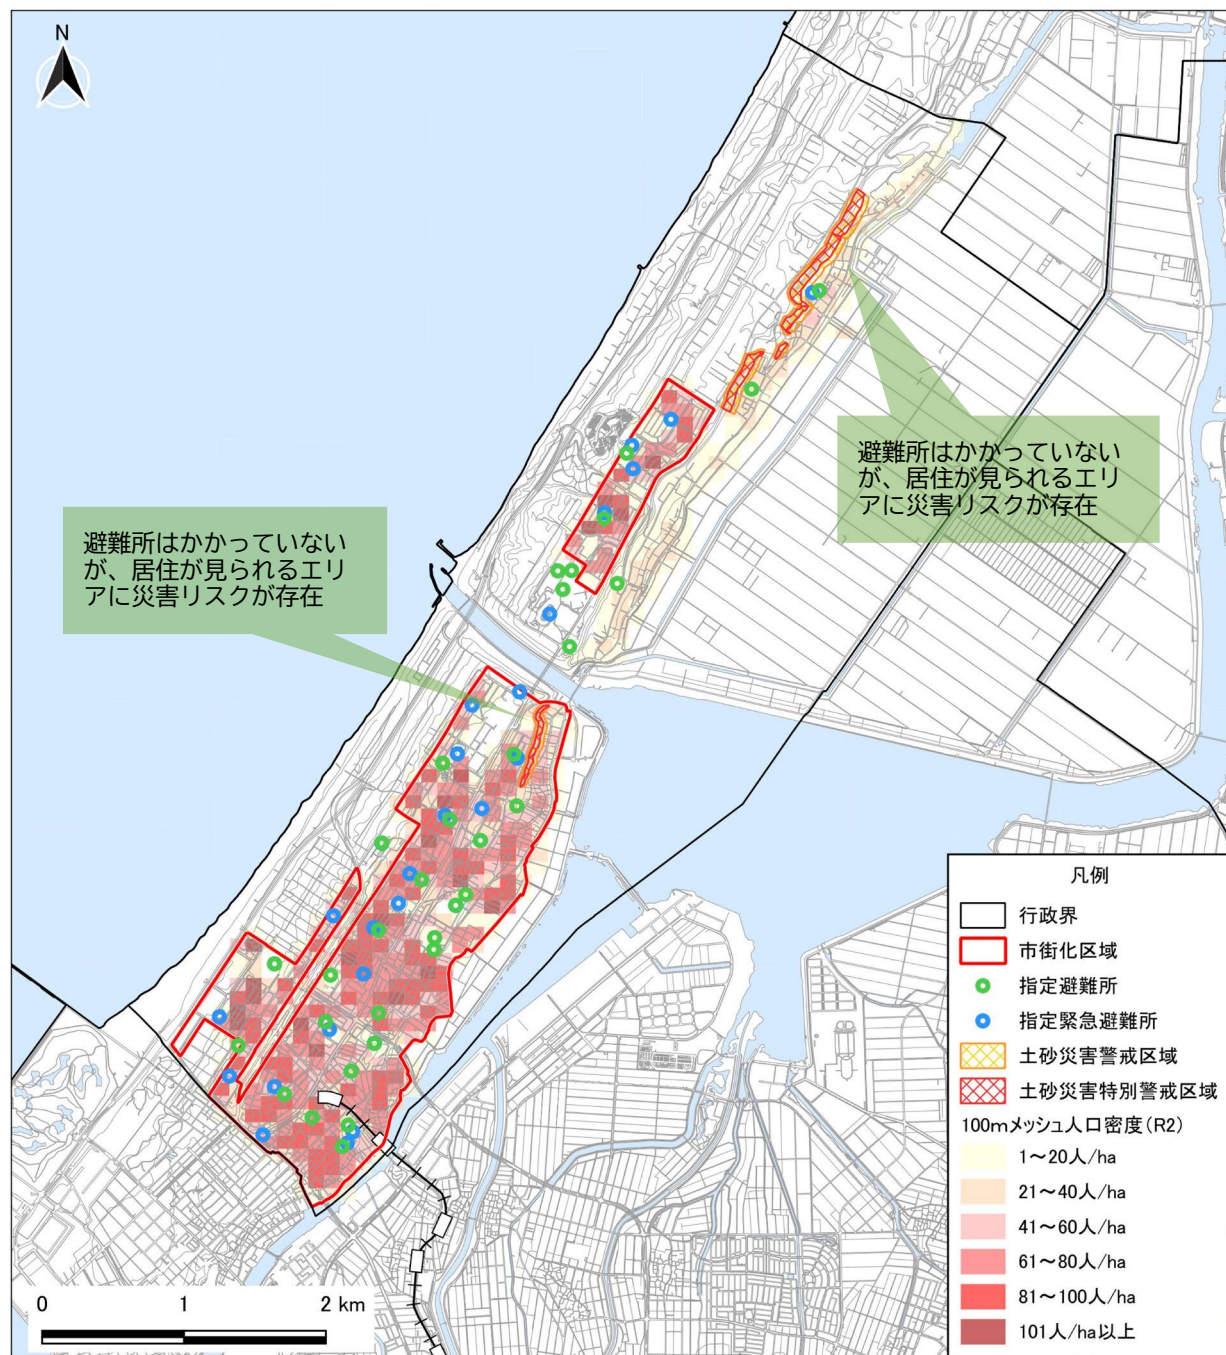 N
避難所はかかっていない
が、居住が見られるエリ
アに災害リスクが存在
避難所はかかっていない
が、居住が見られるエリ
アに災害リスクが存在
凡例
行政界
市街化区域
指定避難所
指定緊急避難所
土砂災害警戒区域
土砂災害特別警戒区域
100mメッシュ人口密度(R2)
1～20人/ha
21～40人/ha
41～60人/ha
61～80人/ha
81～100人/ha
101人/ha以上
0 1 2 km